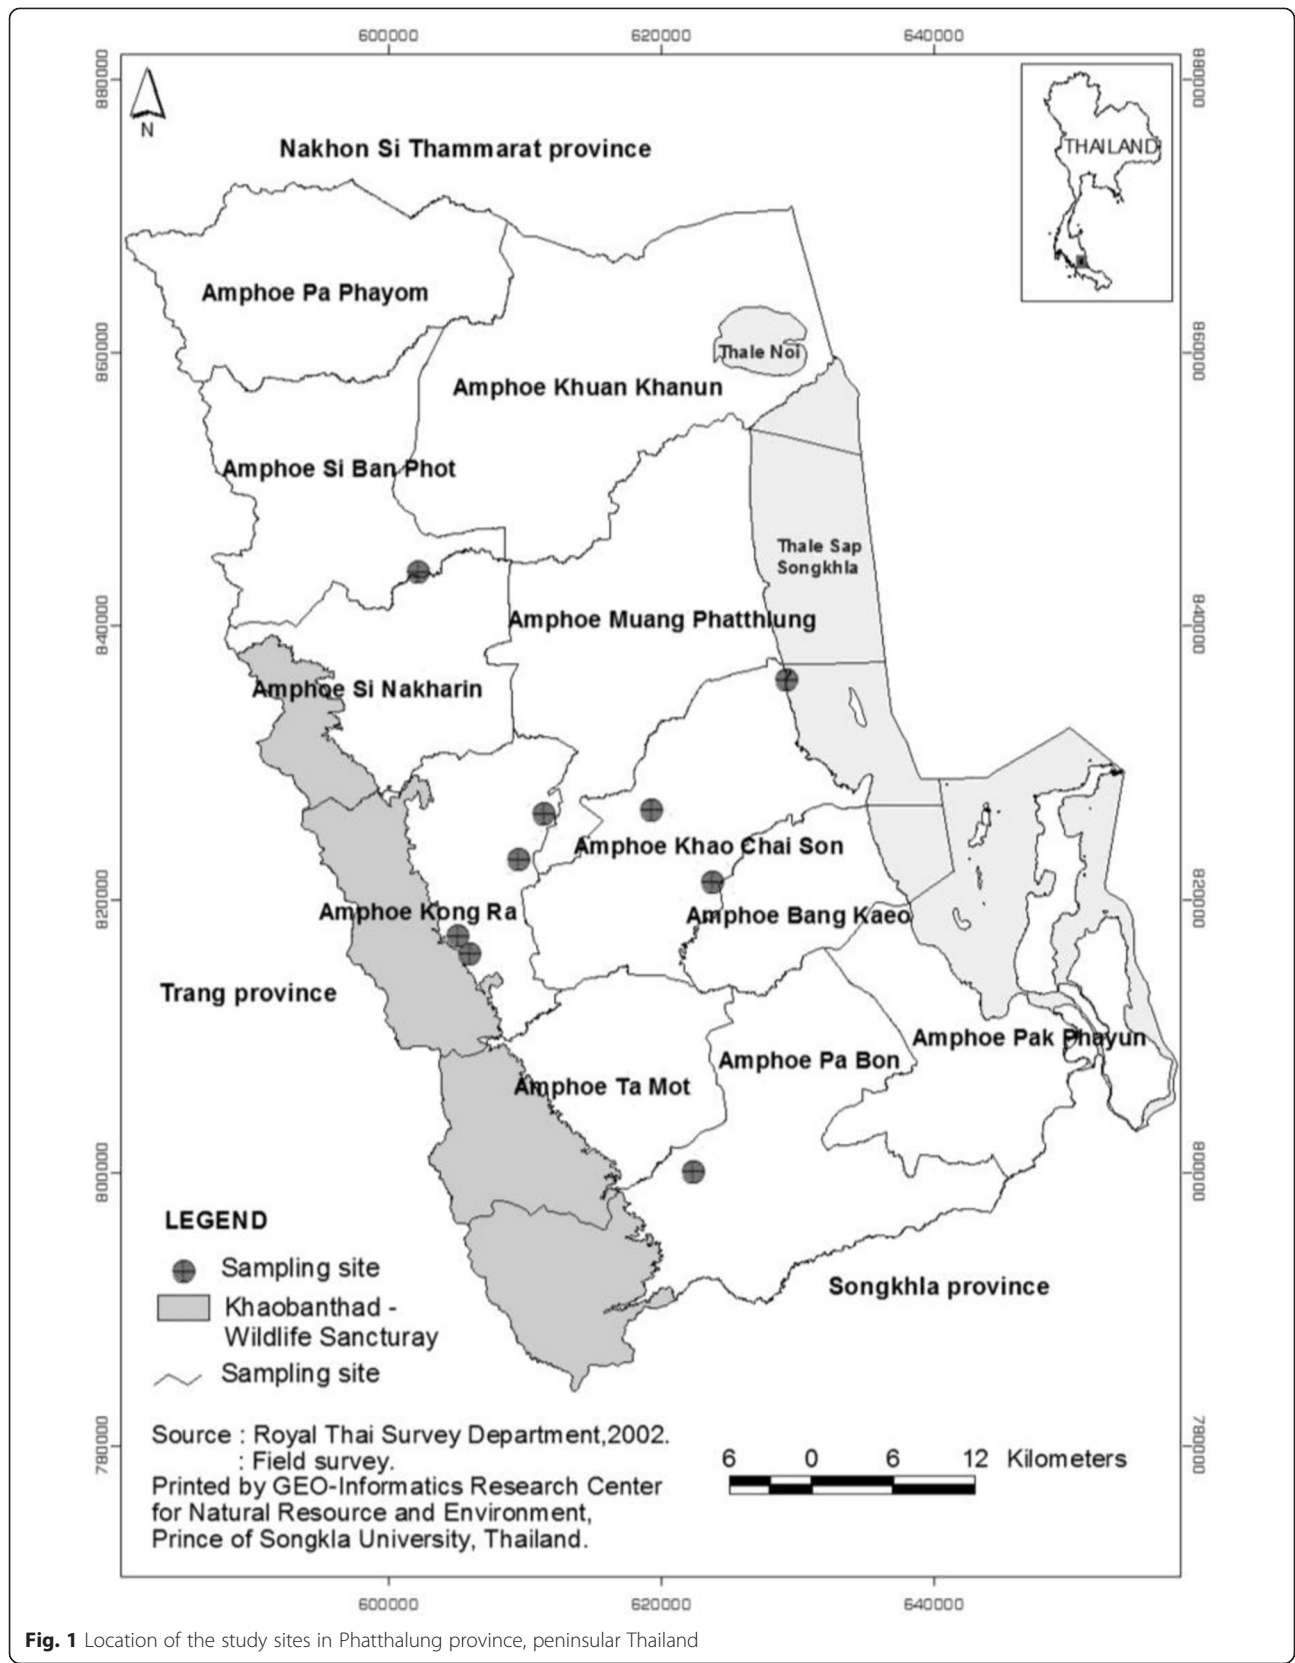 600000 620000 640000
880000
880000
N
THAILAND
Nakhon Si Thammarat province
Amphoe Pa Phayom
860000
Thale Noi
860000
Amphoe Khuan Khanun
Amphoe Si Ban Phot
Thale Sap
Songkhla
840000
Amphoe Muang Phatthlung
840000
Amphoe Si Nakharin
Amphoe Khao Chai Son
820000
Amphoe Kong Ra
Amphoe Bang Kaeo
820000
Trang province
Amphoe Pak Phayun
Amphoe Pa Bon
Amphoe Ta Mot
800000
800000
LEGEND
Sampling site
Khaobanthad -
Wildlife Sancturay
Sampling site
Songkhla province
780000
Source : Royal Thai Survey Department,2002.
: Field survey.
Printed by GEO-Informatics Research Center
for Natural Resource and Environment,
Prince of Songkla University, Thailand.
6 0 6 12 Kilometers
780000
600000 620000 640000
Fig. 1 Location of the study sites in Phatthalung province, peninsular Thailand